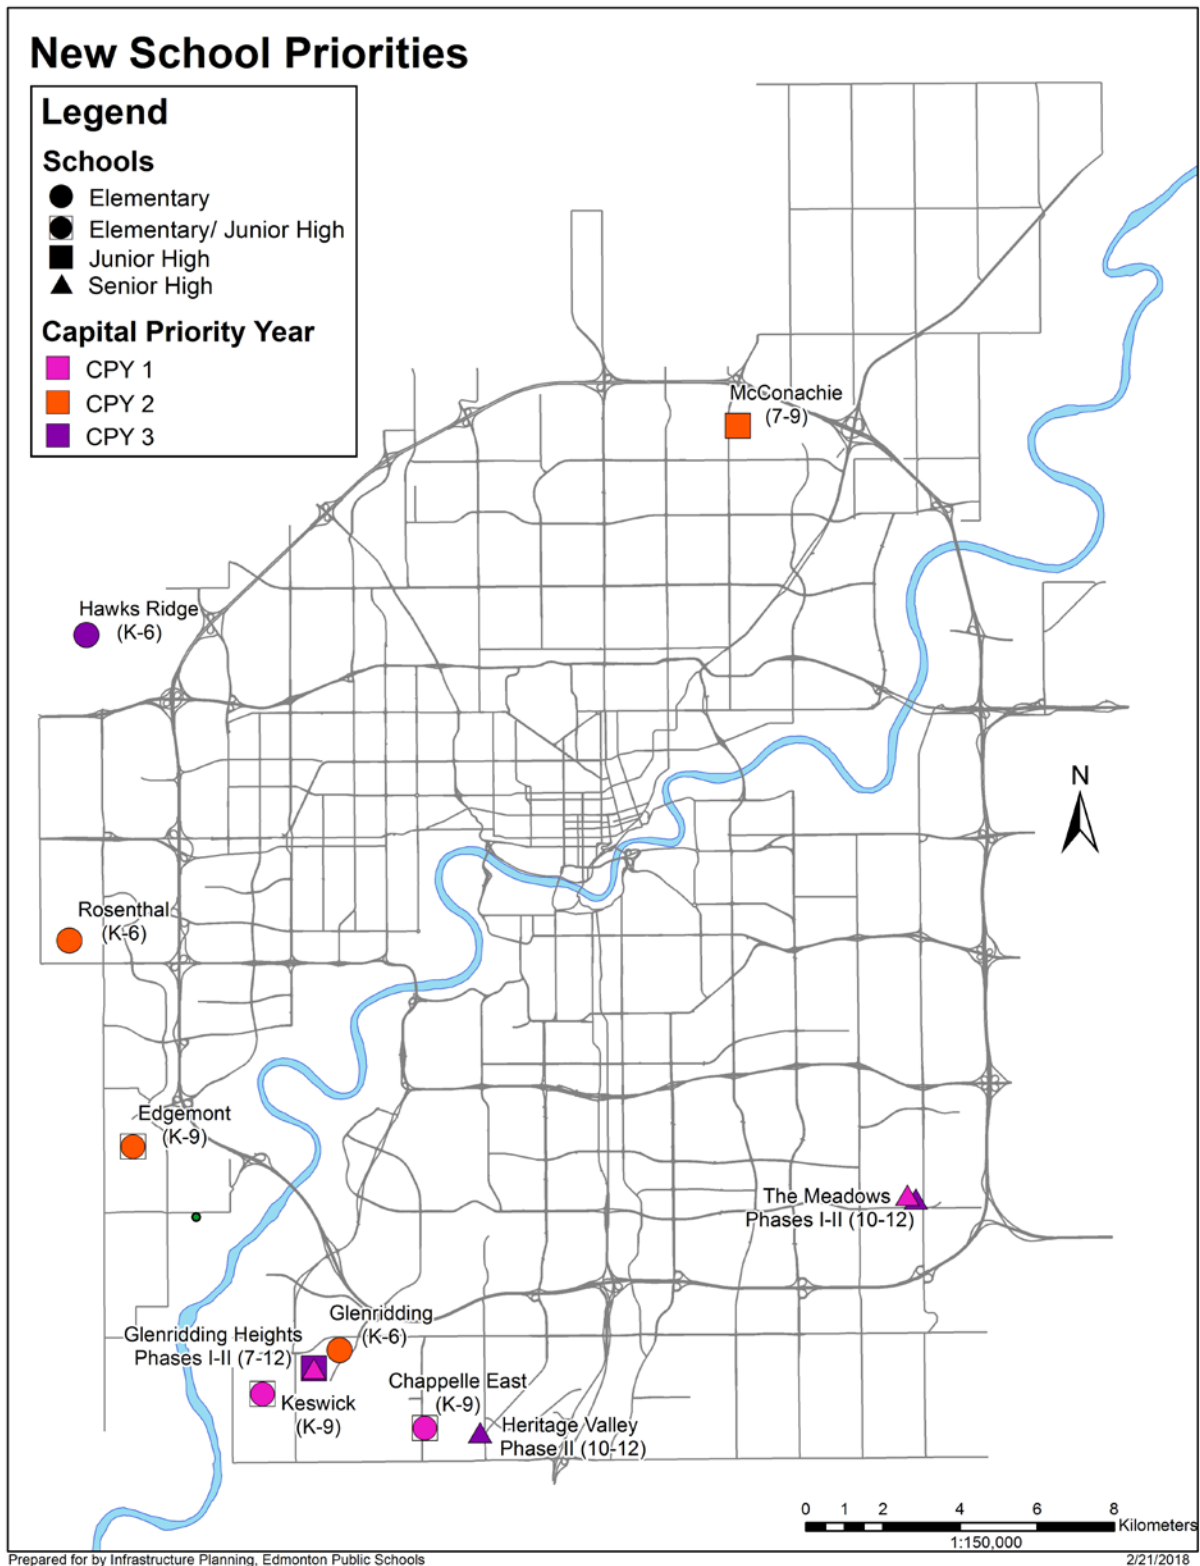 New School Priorities
Legend
Schools
Elementary
Elementary/ Junior High
Junior High
Senior High
Capital Priority Year
CPY 1
CPY 2
CPY 3
McConachie
(7-9)
Hawks Ridge
(K-6)
N
Rosenthal
(K-6)
Edgemont
(K-9)
The Meadows
Phases I-II (10-12)
Glenridding
(K-6)
Glenridding Heights
Phases I-II (7-12)
Keswick
(K-9)
Chappelle East
(K-9)
Heritage Valley
Phase II (10-12)
0 1 2 4 6 8
Kilometers
1:150,000
Prepared for by Infrastructure Planning, Edmonton Public Schools
2/21/2018